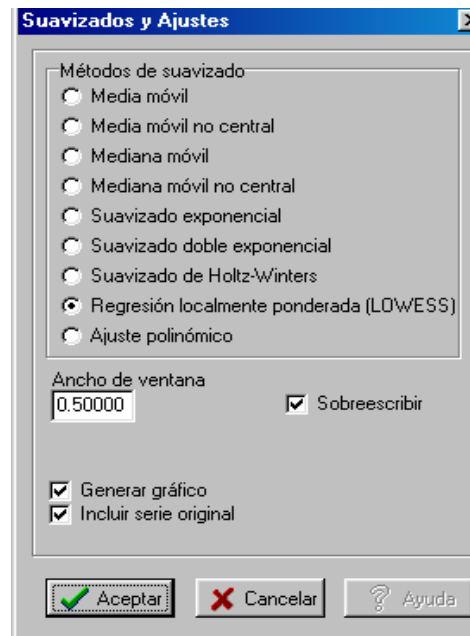 Suavizados y Ajustes
Métodos de suavizado
Media móvil
Media móvil no central
Mediana móvil
Mediana móvil no central
Suavizado exponencial
Suavizado doble exponencial
Suavizado de Holtz-Winters
Regresión localmente ponderada (LOWESS)
Ajuste polinómico
Ancho de ventana
0.50000 Sobreescribir
Generar gráfico
Incluir serie original
Aceptar Cancelar Ayuda